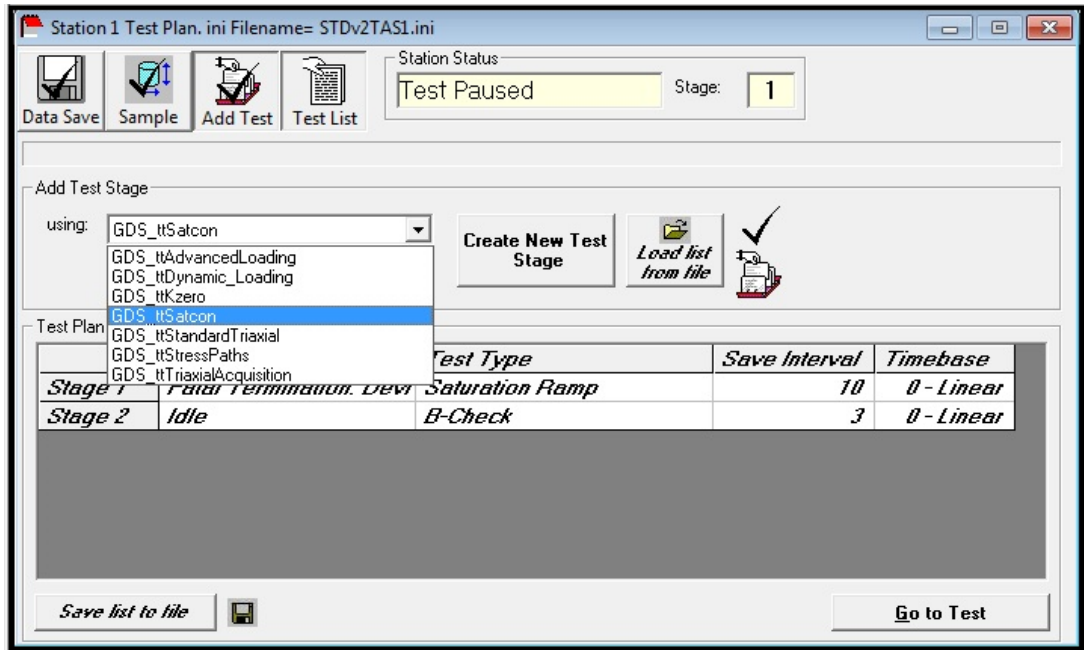 Station 1 Test Plan. ini Filename= STDv2TAS1.ini
Data Save
Sample
Add Test
Test List
Station Status
Test Paused
Stage:
1
Add Test Stage
using:
GDS_ttSatcon
GDS_ttAdvancedLoading
GDS_ttDynamic_Loading
GDS_ttKzero
GDS_ttSatcon
GDS_ttStandardTriaxial
GDS_ttStressPaths
GDS_ttTriaxialAcquisition
Create New Test
Stage
Load list
from file
Test Plan
Test Type Save Interval Timebase
Stage 1 Fatal Termination. Devi Saturation Ramp 10 0 - Linear
Stage 2 Idle B-Check 3 0 - Linear
Save list to file
Go to Test